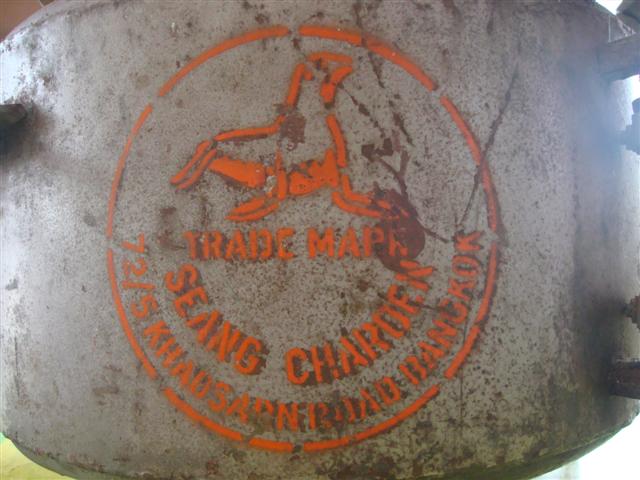 TRADE MARK
SEANG CHAROEN
72/5 KHAOSARN ROAD BANGKOK